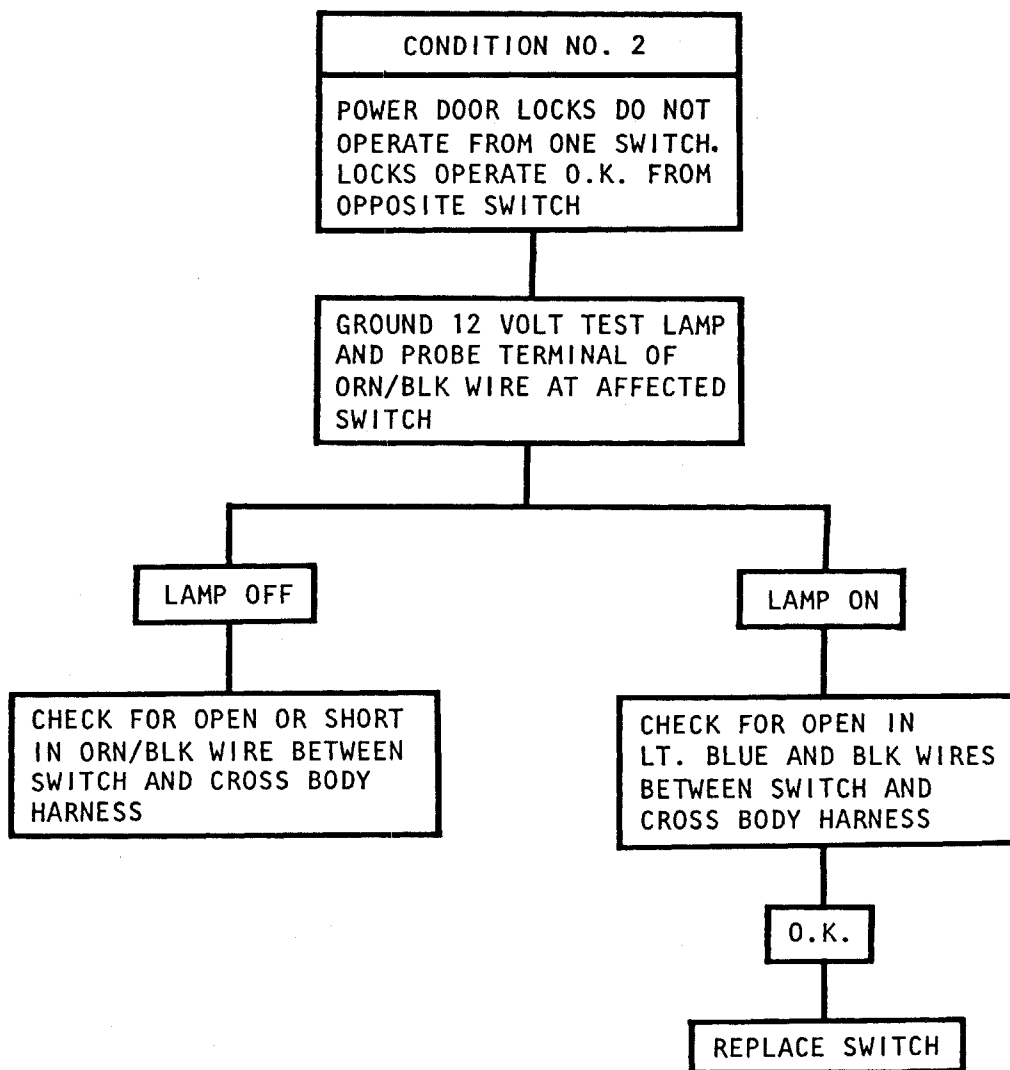 CONDITION NO. 2
POWER DOOR LOCKS DO NOT
OPERATE FROM ONE SWITCH.
LOCKS OPERATE O.K. FROM
OPPOSITE SWITCH
GROUND 12 VOLT TEST LAMP
AND PROBE TERMINAL OF
ORN/BLK WIRE AT AFFECTED
SWITCH
LAMP OFF
CHECK FOR OPEN OR SHORT
IN ORN/BLK WIRE BETWEEN
SWITCH AND CROSS BODY
HARNESS
LAMP ON
CHECK FOR OPEN IN
LT. BLUE AND BLK WIRES
BETWEEN SWITCH AND
CROSS BODY HARNESS
O.K.
REPLACE SWITCH